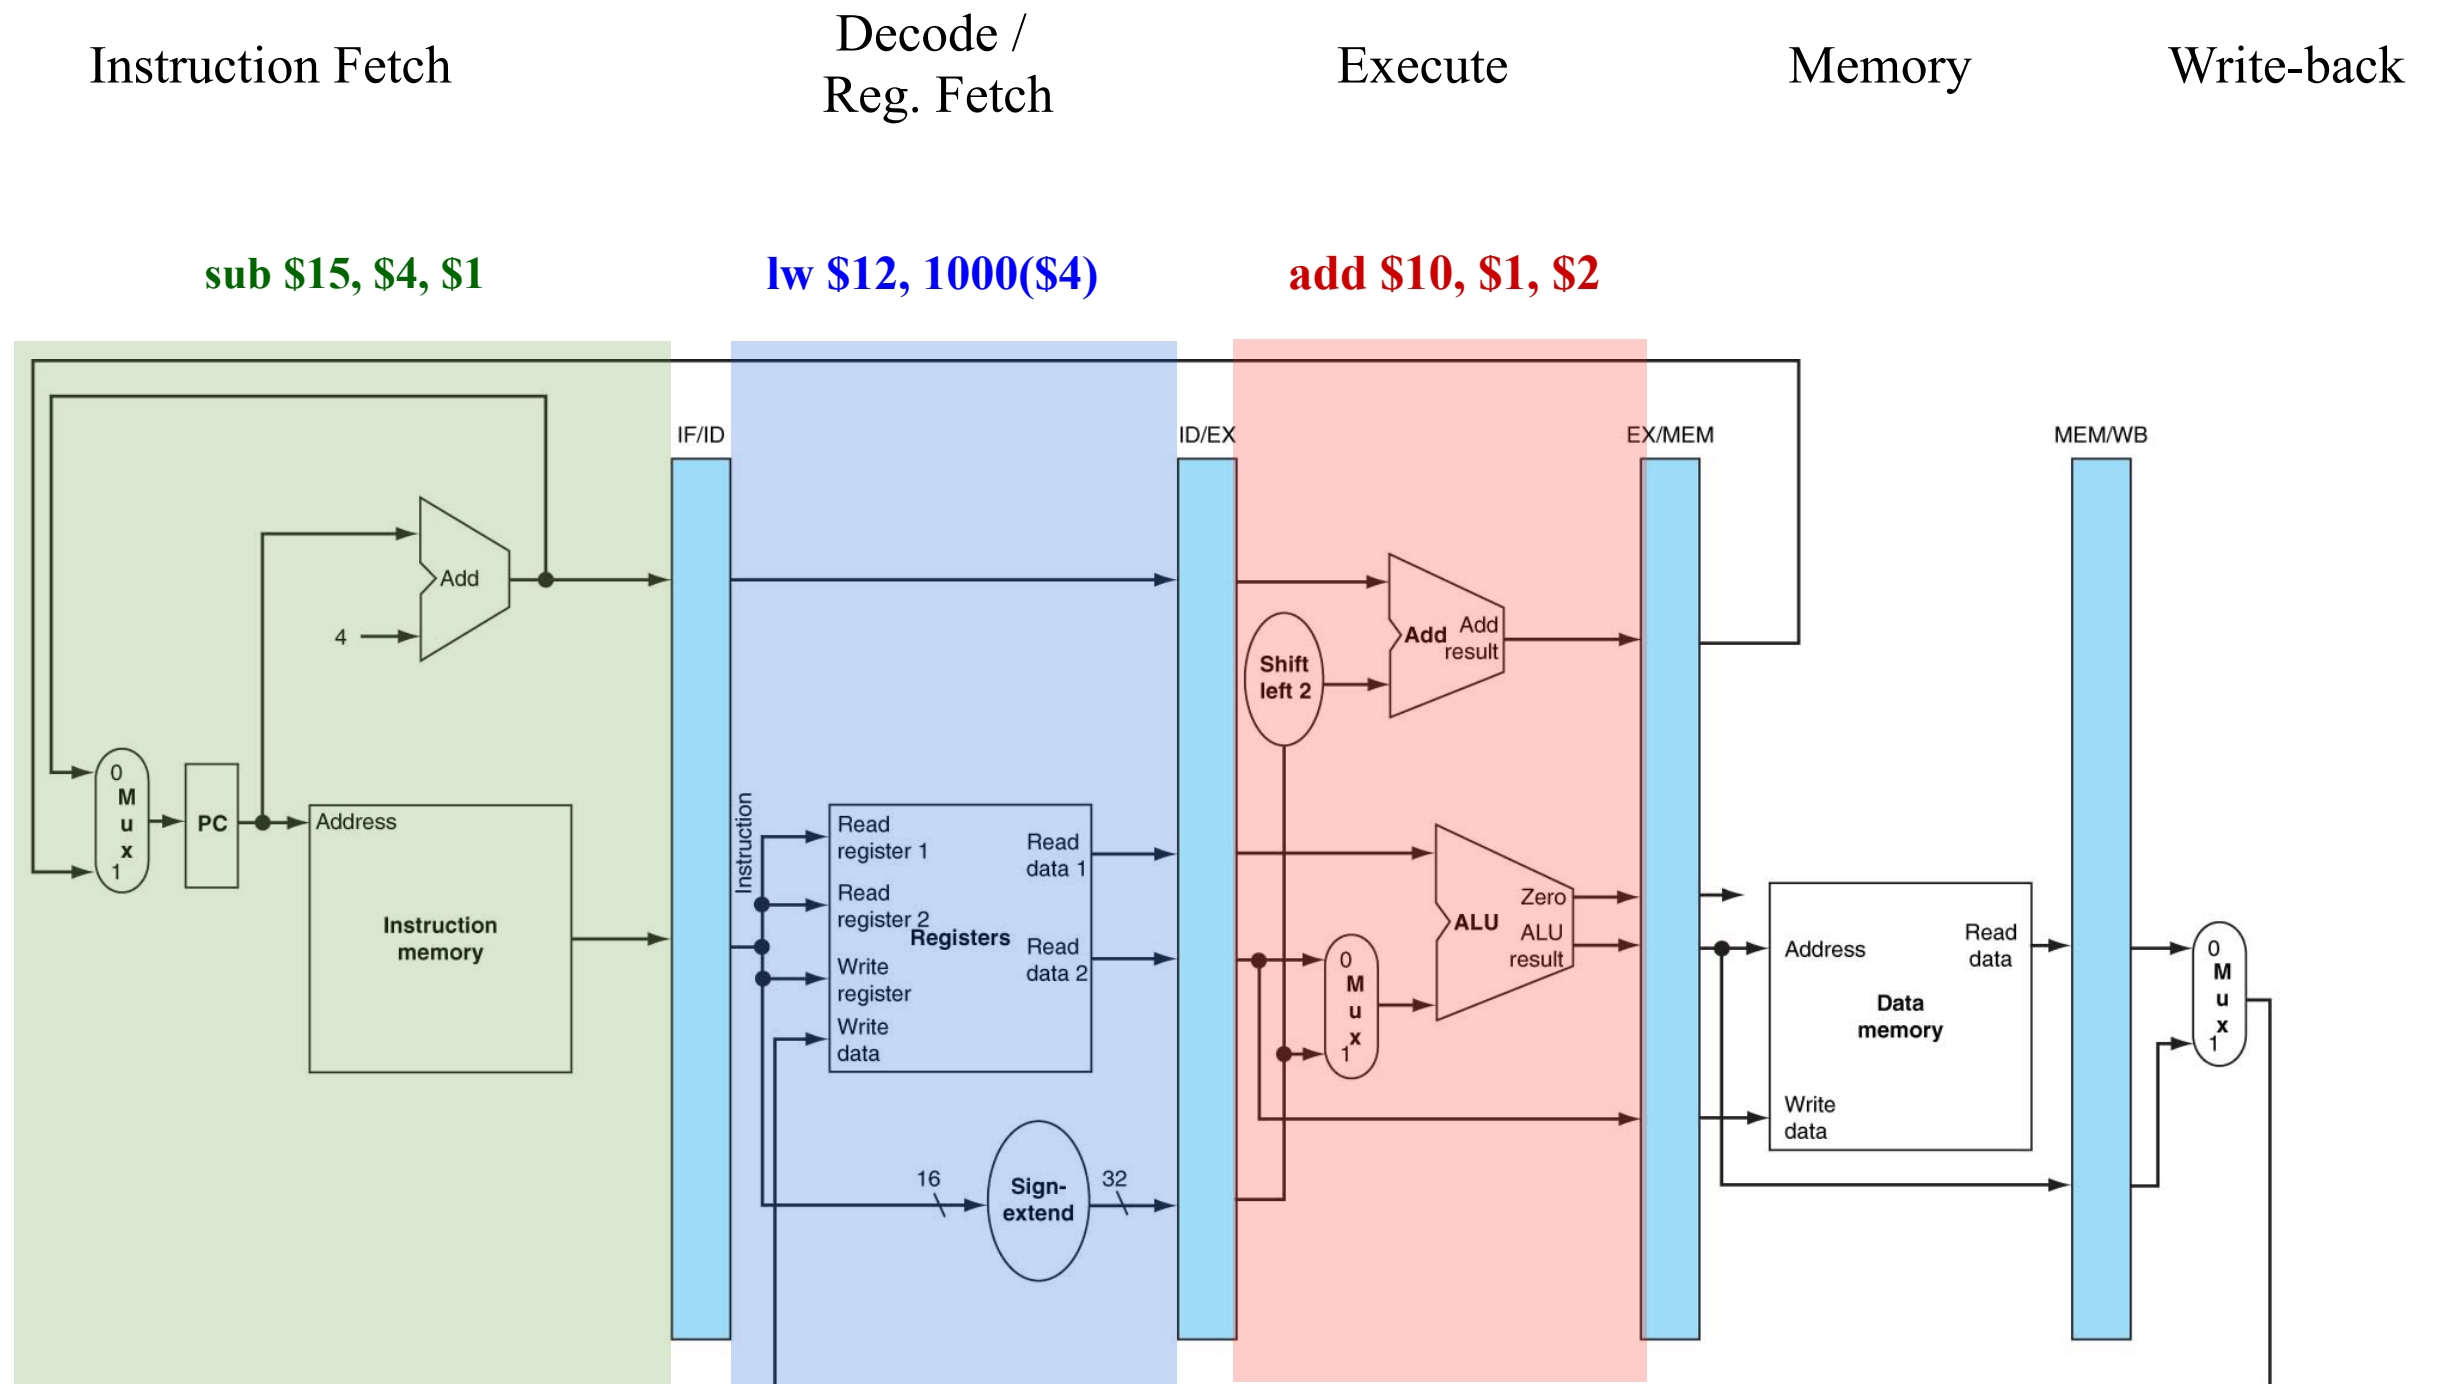 Instruction Fetch
Decode /
Reg. Fetch
Execute
Memory
Write-back
sub $15, $4, $1
lw $12, 1000($4)
add $10, $1, $2
IF/ID
ID/EX
EX/MEM
MEM/WB
Add
4
0
M
u
x
1
PC
Address
Instruction
memory
Instruction
Read
register 1
Read
register 2
Registers
Write
register
Write
data
Read
data 1
Read
data 2
16
Sign-
extend
32
Shift
left 2
Add
Add
result
0
M
u
x
1
ALU
Zero
ALU
result
Address
Read
data
Data
memory
Write
data
0
M
u
x
1